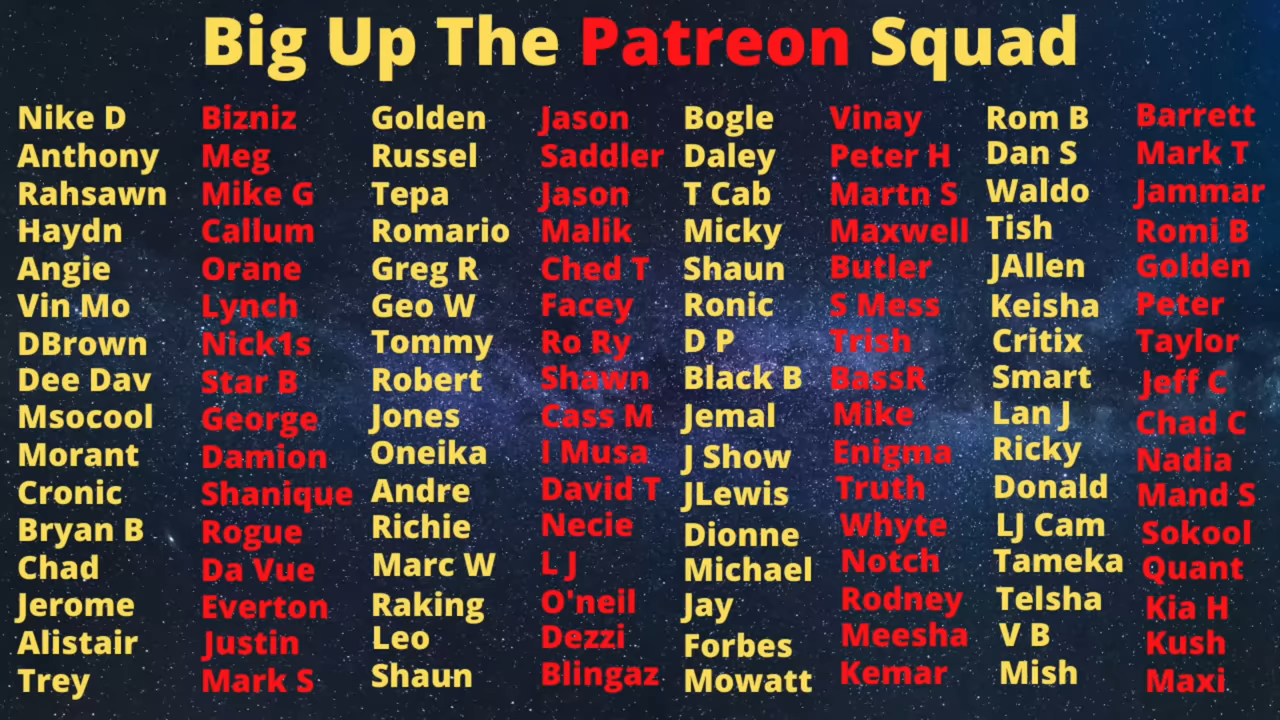 Big Up The Patreon Squad
Nike D
Anthony
Rahsawn
Haydn
Angie
Vin Mo
DBrown
Dee Dav
Msocool
Morant
Cronic
Bryan B
Chad
Jerome
Alistair
Trey
Bizniz
Meg
Mike G
Callum
Orane
Lynch
Nick1s
Star B
George
Damion
Shanique
Rogue
Da Vue
Everton
Justin
Mark S
Golden
Russel
Tepa
Romario
Greg R
Geo W
Tommy
Robert
Jones
Oneika
Andre
Richie
Marc W
Raking
Leo
Shaun
Jason
Saddler
Jason
Malik
Ched T
Facey
Ro Ry
Shawn
Cass M
I Musa
David T
Necie
L J
O'neil
Dezzi
Blingaz
Bogle
Daley
T Cab
Micky
Shaun
Ronic
D P
Black B
Jemal
J Show
JLewis
Dionne
Michael
Jay
Forbes
Mowatt
Vinay
Peter H
Martn S
Maxwell
Butler
S Mess
Trish
BassR
Mike
Enigma
Truth
Whyte
Notch
Rodney
Meesha
Kemar
Rom B
Dan S
Waldo
Tish
JAllen
Keisha
Critix
Smart
Lan J
Ricky
Donald
LJ Cam
Tameka
Telsha
V B
Mish
Barrett
Mark T
Jammar
Romi B
Golden
Peter
Taylor
Jeff C
Chad C
Nadia
Mand S
Sokool
Quant
Kia H
Kush
Maxi